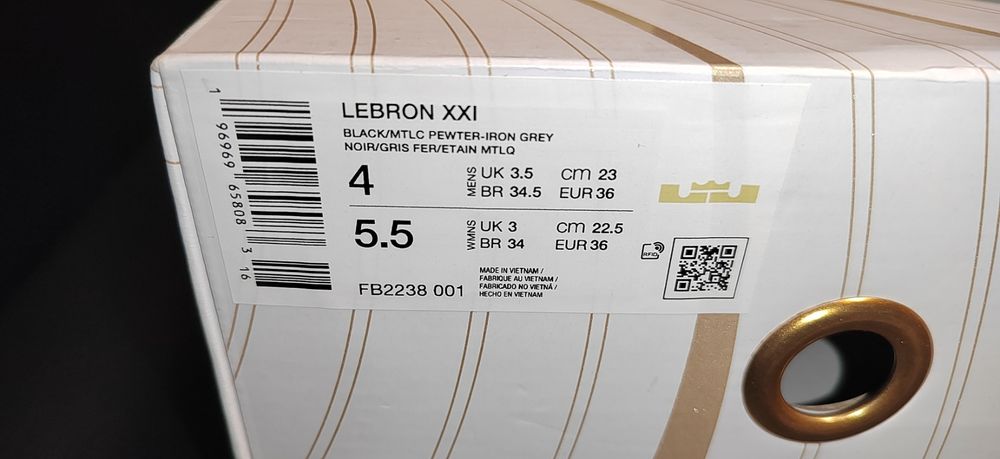 LEBRON XXI
BLACK/MTLC PEWTER-IRON GREY
NOIR/GRIS FER/ETAIN MTLQ
4 MENS UK 3.5 cm 23
BR 34.5 EUR 36
5.5 WMNS UK 3 cm 22.5
BR 34 EUR 36
FB2238 001
MADE IN VIETNAM /
FABRIQUE AU VIETNAM /
FABRICADO NO VIETNÃ /
HECHO EN VIETNAM
RFID
1 96969 65808 3 16